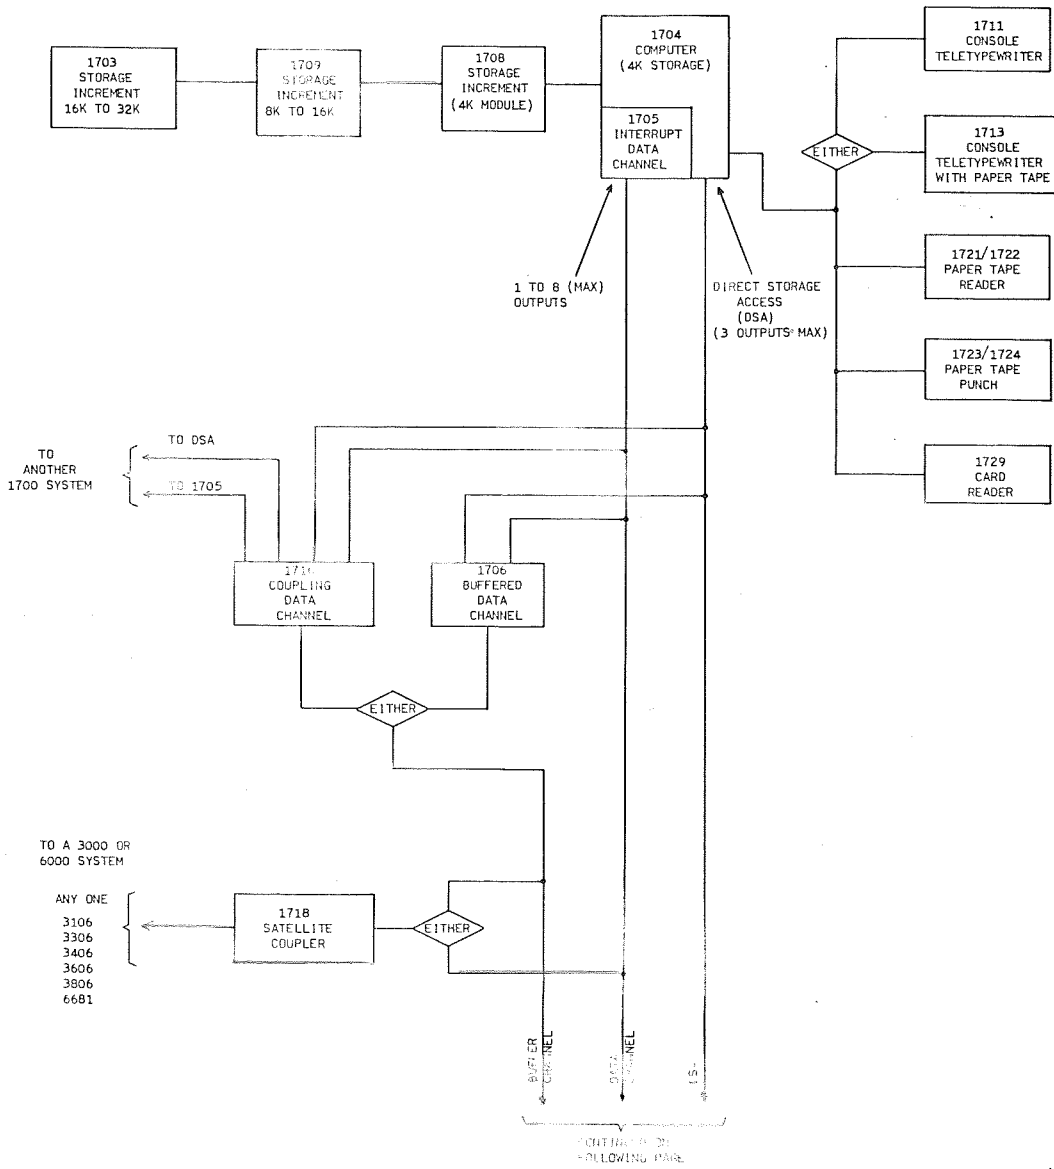 1703
STORAGE
INCREMENT
16K TO 32K
1709
STORAGE
INCREMENT
8K TO 16K
1708
STORAGE
INCREMENT
(4K MODULE)
1704
COMPUTER
(4K STORAGE)
1705
INTERRUPT
DATA
CHANNEL
1711
CONSOLE
TELETYPEWRITER
EITHER
1713
CONSOLE
TELETYPEWRITER
WITH PAPER TAPE
1721/1722
PAPER TAPE
READER
1723/1724
PAPER TAPE
PUNCH
1729
CARD
READER
1 TO 8 (MAX)
OUTPUTS
DIRECT STORAGE
ACCESS
(DSA)
(3 OUTPUTS MAX)
TO
ANOTHER
1700 SYSTEM
TO DSA
TO 1705
COUPLING
DATA
CHANNEL
1706
BUFFERED
DATA
CHANNEL
EITHER
TO A 3000 OR
6000 SYSTEM
ANY ONE
3106
3306
3406
3606
3806
6681
1718
SATELLITE
COUPLER
EITHER
BUFFER
CHANNEL
DATA
CHANNEL
CONTINUED ON
FOLLOWING PAGE